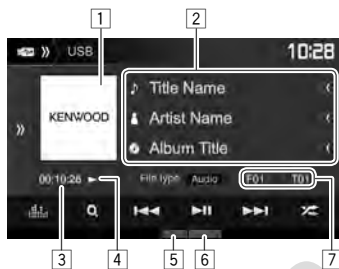 1 2
USB 10:28
KENWOOD
Title Name
Artist Name
Album Title
00:10:26 File type Audio F01 T01
3 4 5 6 7